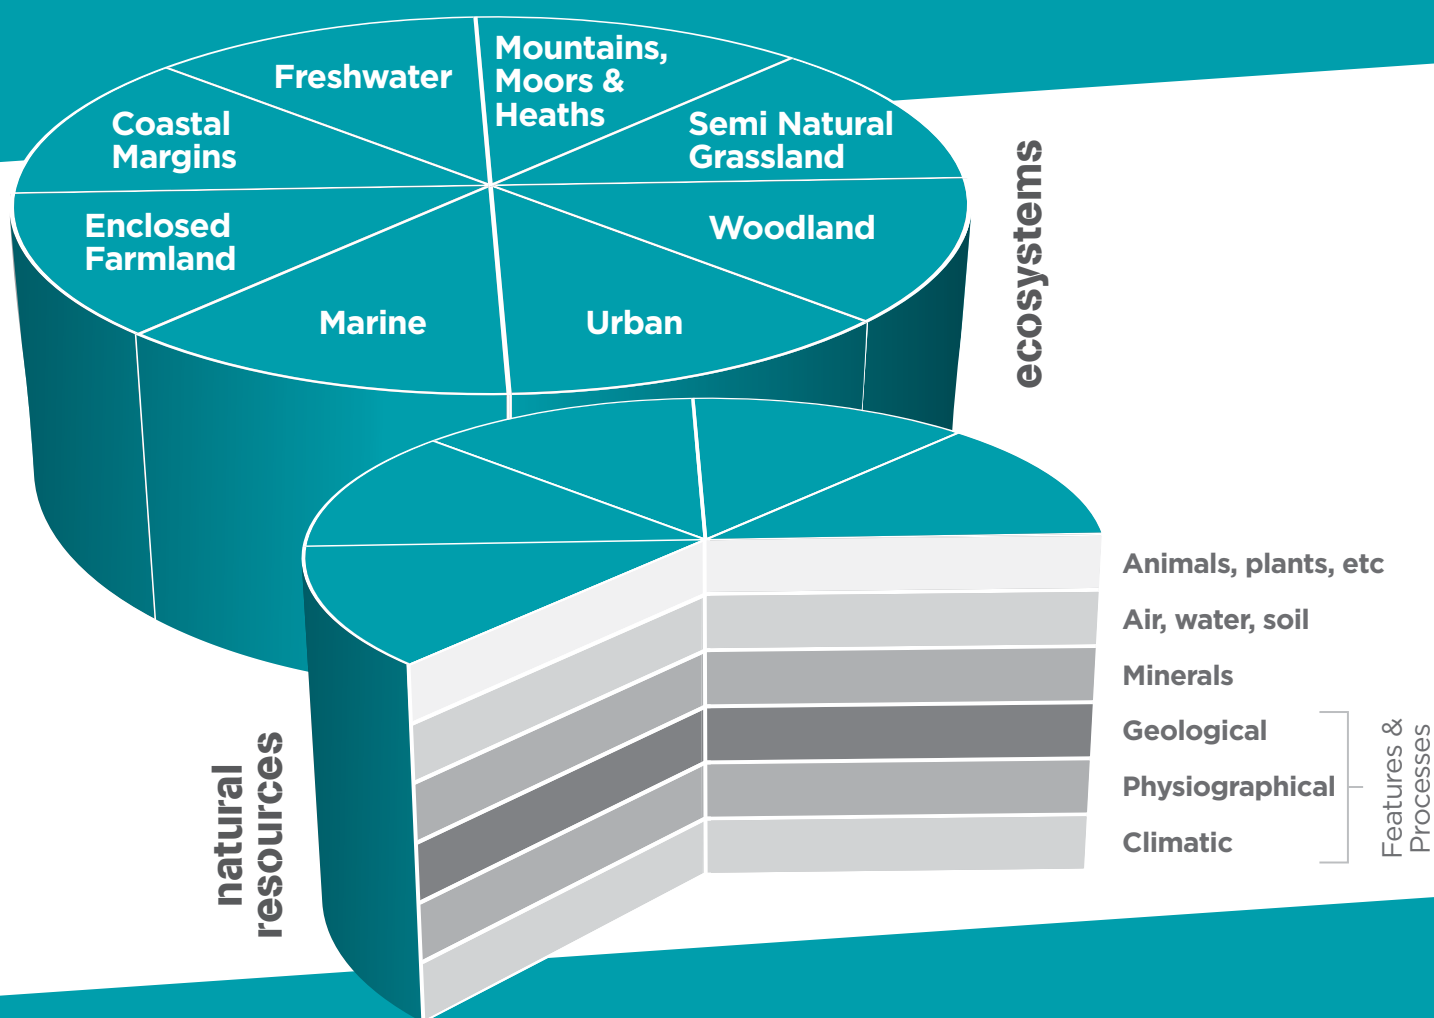 Freshwater
Mountains,
Moors &
Heaths
Coastal
Margins
Semi Natural
Grassland
Enclosed
Farmland
Woodland
Marine
Urban
ecosystems
Animals, plants, etc
Air, water, soil
Minerals
Geological
Physiographical
Climatic
Features &
Processes
natural
resources